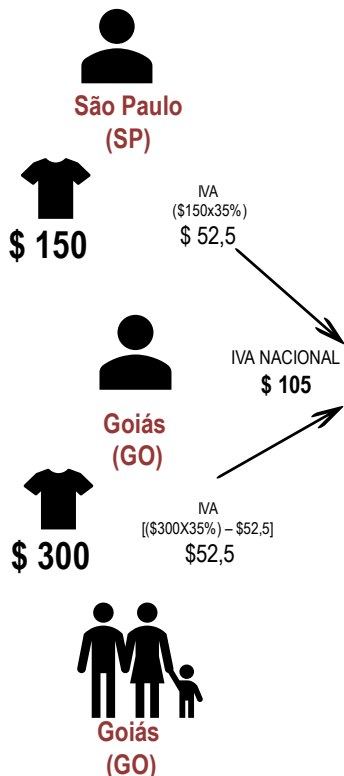 São Paulo
(SP)
IVA
($150x35%)
$ 52,5
$ 150
IVA NACIONAL
$ 105
Goiás
(GO)
IVA
[($300X35%) – $52,5]
$52,5
$ 300
Goiás
(GO)